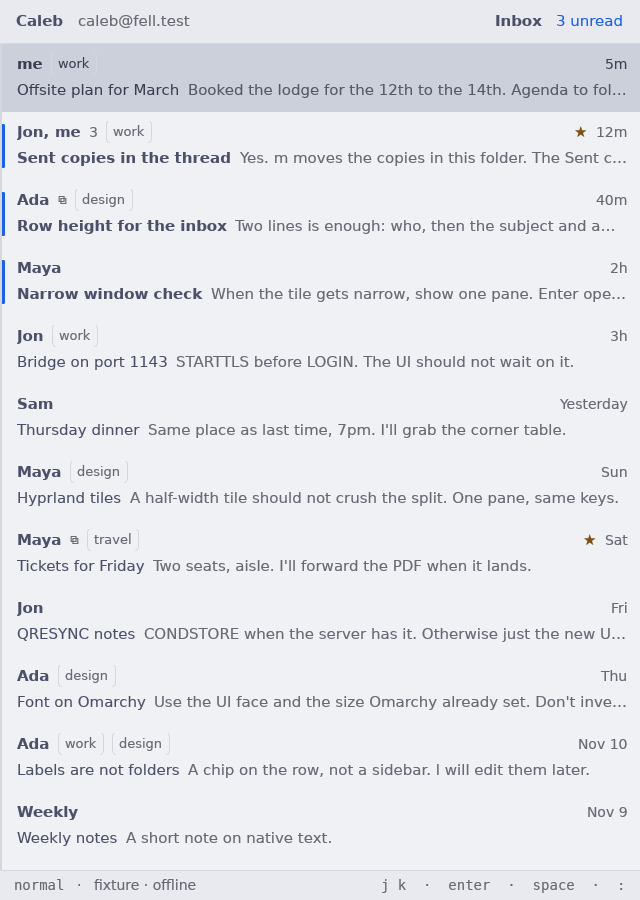 Caleb caleb@fell.test Inbox 3 unread
me work 5m
Offsite plan for March Booked the lodge for the 12th to the 14th. Agenda to fol…
Jon, me 3 work ★ 12m
Sent copies in the thread Yes. m moves the copies in this folder. The Sent c…
Ada ⧉ design 40m
Row height for the inbox Two lines is enough: who, then the subject and a…
Maya 2h
Narrow window check When the tile gets narrow, show one pane. Enter ope…
Jon work 3h
Bridge on port 1143 STARTTLS before LOGIN. The UI should not wait on it.
Sam Yesterday
Thursday dinner Same place as last time, 7pm. I'll grab the corner table.
Maya design Sun
Hyprland tiles A half-width tile should not crush the split. One pane, same keys.
Maya ⧉ travel ★ Sat
Tickets for Friday Two seats, aisle. I'll forward the PDF when it lands.
Jon Fri
QRESYNC notes CONDSTORE when the server has it. Otherwise just the new U…
Ada design Thu
Font on Omarchy Use the UI face and the size Omarchy already set. Don't inve…
Ada work design Nov 10
Labels are not folders A chip on the row, not a sidebar. I will edit them later.
Weekly Nov 9
Weekly notes A short note on native text.
normal · fixture · offline j k · enter · space · :